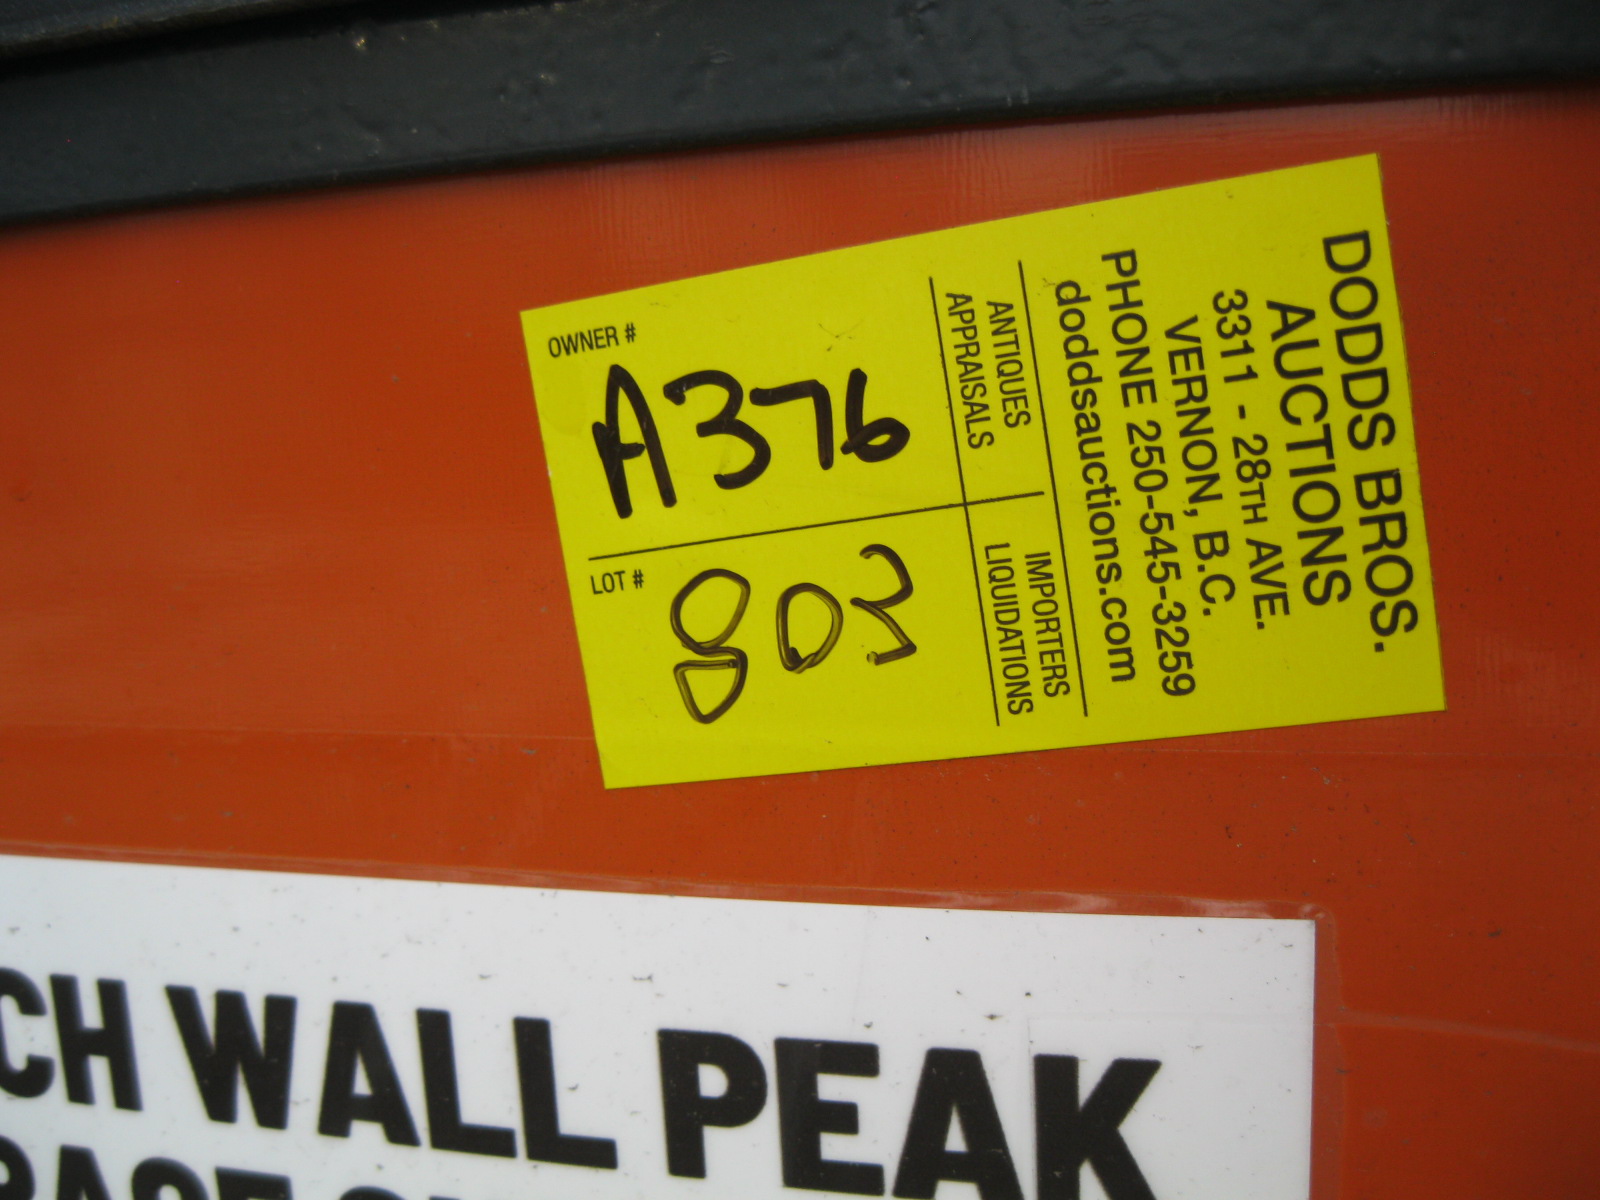 DODDS BROS.
AUCTIONS
3311 - 28TH AVE.
VERNON, B.C.
PHONE 250-545-3259
doddsauctions.com
ANTIQUES
APPRAISALS
IMPORTERS
LIQUIDATIONS
OWNER #
A376
LOT #
803
CH WALL PEAK